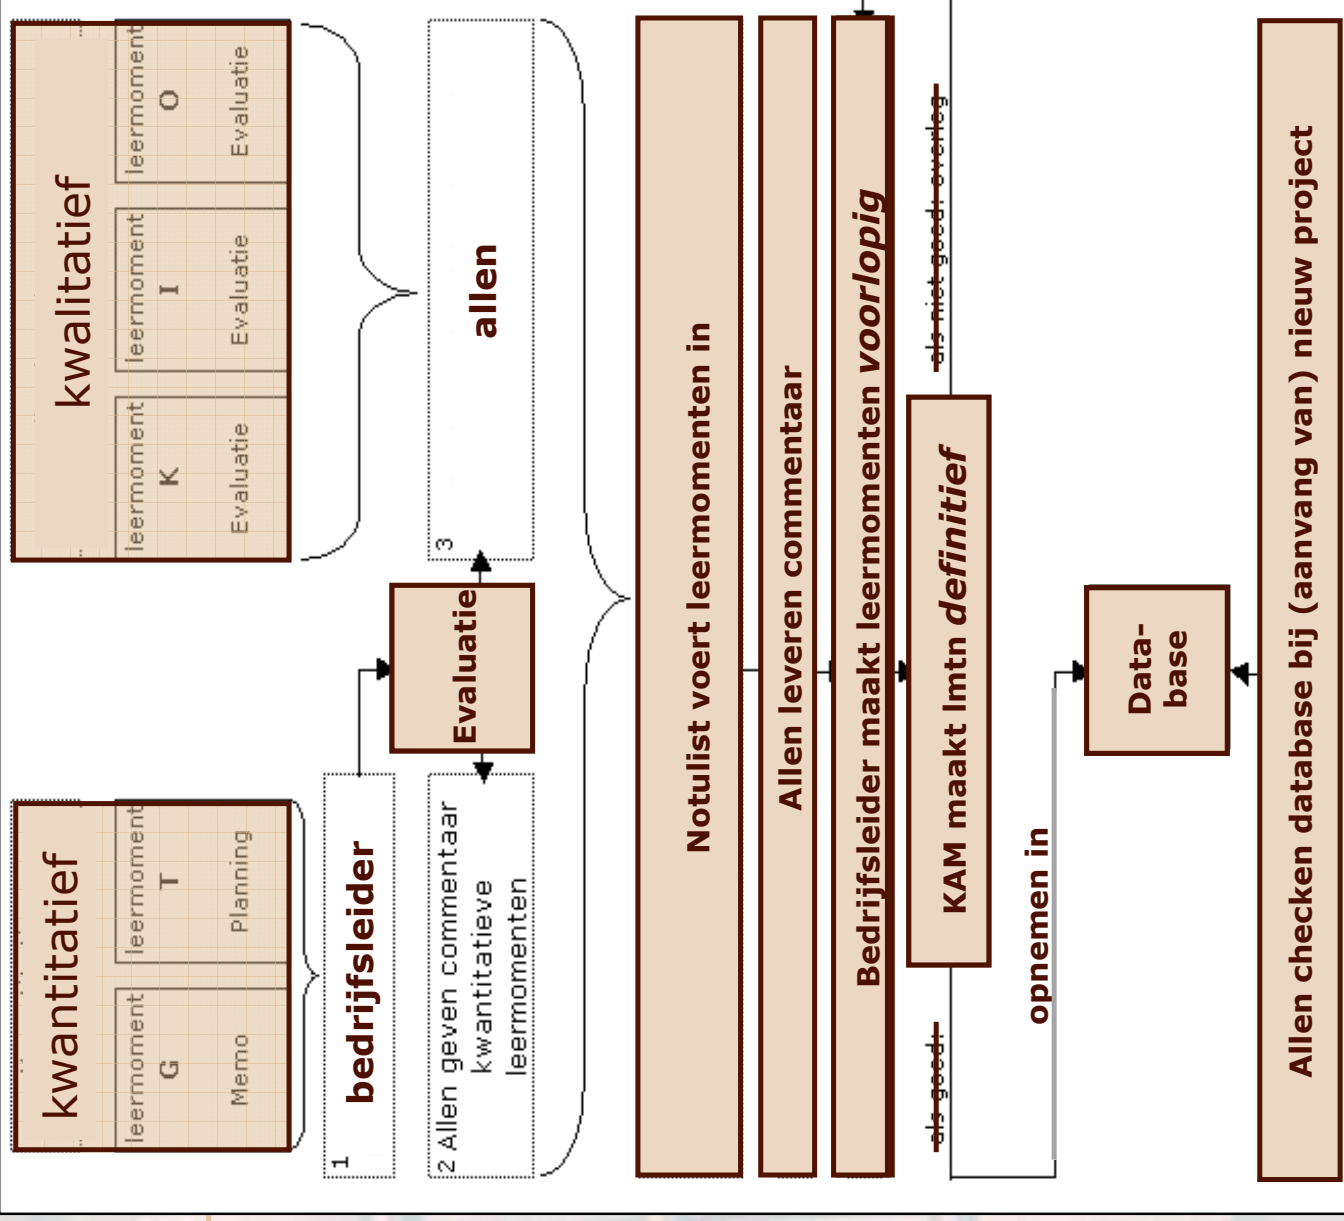 kwantitatief
leermoment
G
Memo
leermoment
T
Planning
kwalitatief
leermoment
K
Evaluatie
leermoment
I
Evaluatie
leermoment
O
Evaluatie
1
bedrijfsleider
Evaluatie
2 Allen geven commentaar
kwantitatieve
leermomenten
3
allen
Notulist voert leermomenten in
Allen leveren commentaar
Bedrijfsleider maakt leermomenten voorlopig
als goed:
als niet goed: overleg
KAM maakt lmtn definitief
opnemen in
Data-
base
Allen checken database bij (aanvang van) nieuw project